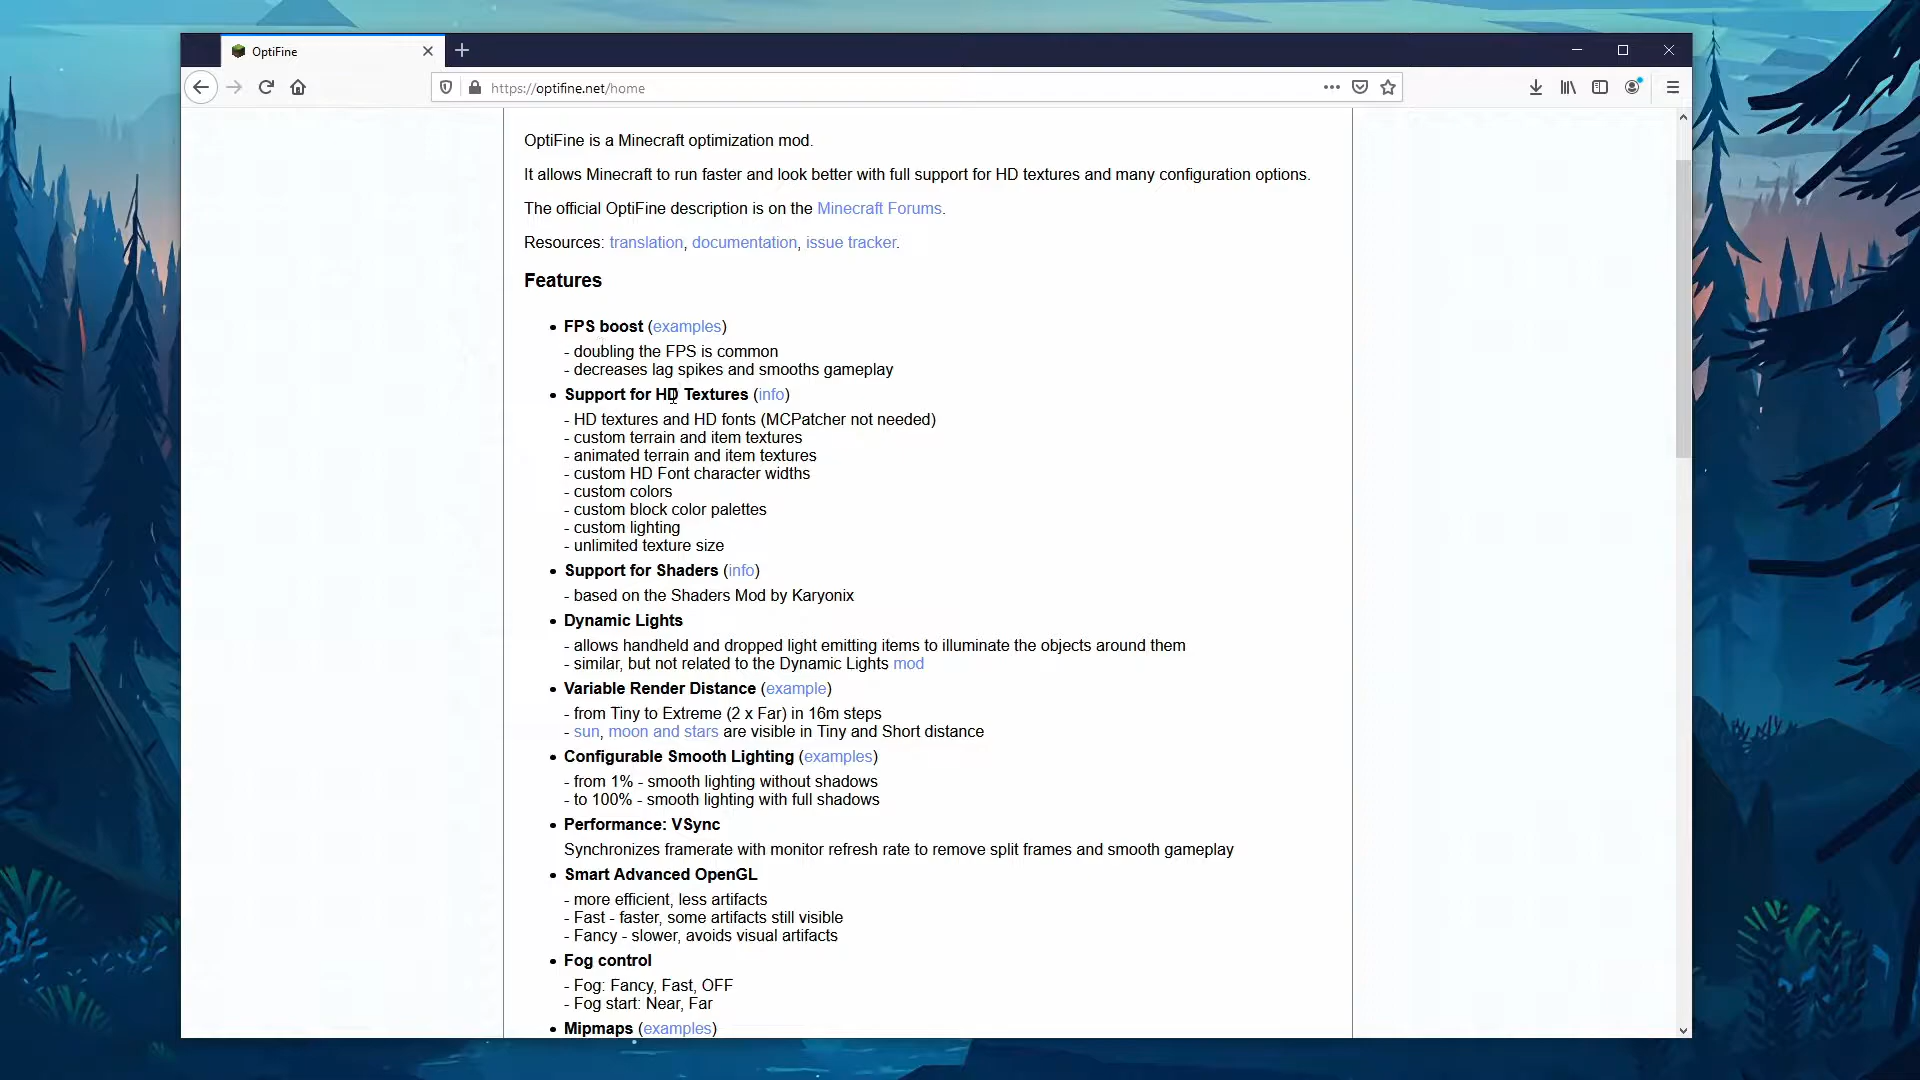 OptiFine
https://optifine.net/home
OptiFine is a Minecraft optimization mod.
It allows Minecraft to run faster and look better with full support for HD textures and many configuration options.
The official OptiFine description is on the Minecraft Forums.
Resources: translation, documentation, issue tracker.
Features
• FPS boost (examples)
- doubling the FPS is common
- decreases lag spikes and smooths gameplay
• Support for HD Textures (info)
- HD textures and HD fonts (MCPatcher not needed)
- custom terrain and item textures
- animated terrain and item textures
- custom HD Font character widths
- custom colors
- custom block color palettes
- custom lighting
- unlimited texture size
• Support for Shaders (info)
- based on the Shaders Mod by Karyonix
• Dynamic Lights
- allows handheld and dropped light emitting items to illuminate the objects around them
- similar, but not related to the Dynamic Lights mod
• Variable Render Distance (example)
- from Tiny to Extreme (2 x Far) in 16m steps
- sun, moon and stars are visible in Tiny and Short distance
• Configurable Smooth Lighting (examples)
- from 1% - smooth lighting without shadows
- to 100% - smooth lighting with full shadows
• Performance: VSync
Synchronizes framerate with monitor refresh rate to remove split frames and smooth gameplay
• Smart Advanced OpenGL
- more efficient, less artifacts
- Fast - faster, some artifacts still visible
- Fancy - slower, avoids visual artifacts
• Fog control
- Fog: Fancy, Fast, OFF
- Fog start: Near, Far
• Mipmaps (examples)